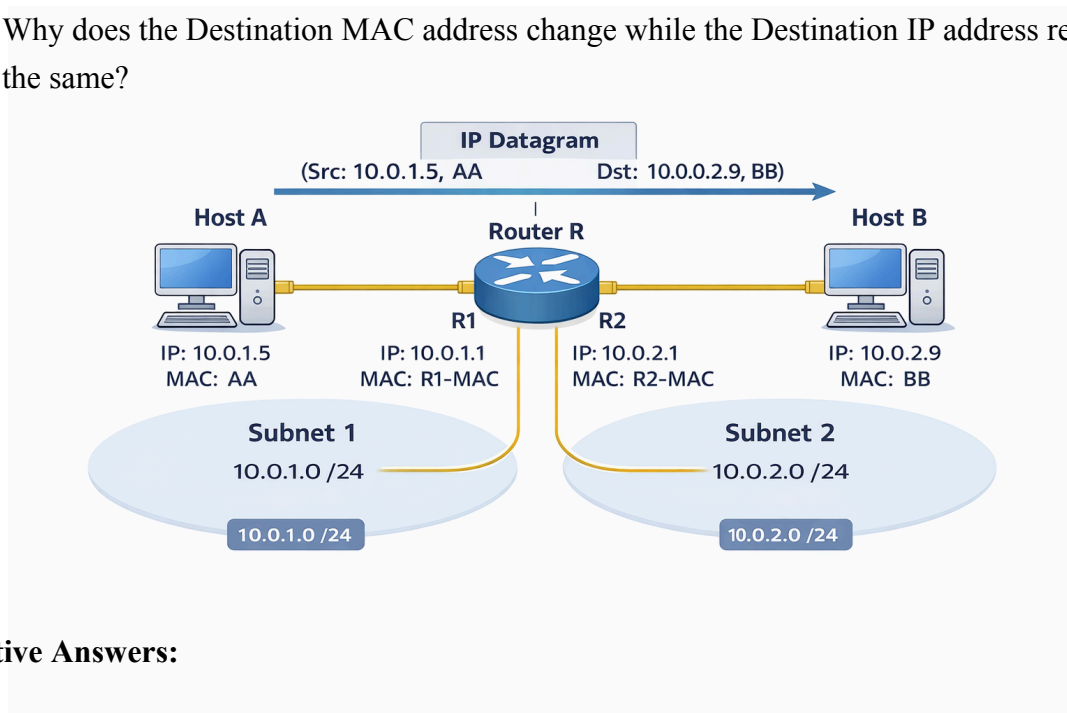 Why does the Destination MAC address change while the Destination IP address re
the same?
IP Datagram
(Src: 10.0.1.5, AA Dst: 10.0.0.2.9, BB)
Host A
Router R
Host B
R1
R2
IP: 10.0.1.5
MAC: AA
IP: 10.0.1.1
MAC: R1-MAC
IP: 10.0.2.1
MAC: R2-MAC
IP: 10.0.2.9
MAC: BB
Subnet 1
10.0.1.0 /24
10.0.1.0 /24
Subnet 2
10.0.2.0 /24
10.0.2.0 /24
tive Answers: